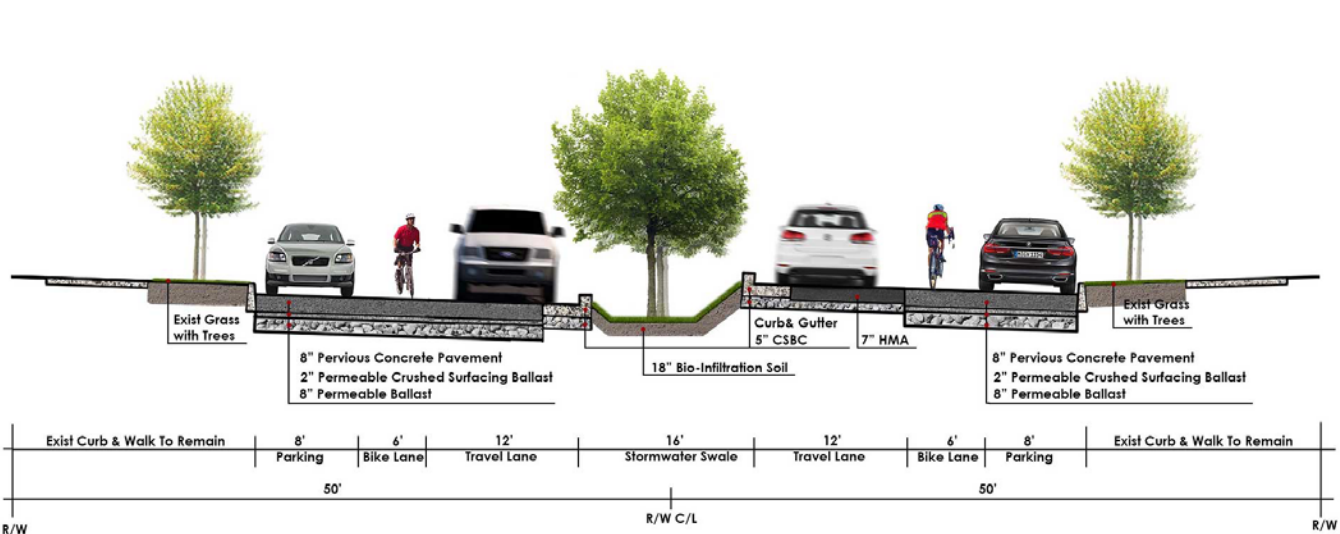 Exist Grass
with Trees
8” Pervious Concrete Pavement
2” Permeable Crushed Surfacing Ballast
8” Permeable Ballast
18” Bio-Infiltration Soil
Curb& Gutter
5” CSBC
7” HMA
Exist Grass
with Trees
8” Pervious Concrete Pavement
2” Permeable Crushed Surfacing Ballast
8” Permeable Ballast
Exist Curb & Walk To Remain
8'
Parking
6'
Bike Lane
12'
Travel Lane
16'
Stormwater Swale
12'
Travel Lane
6'
Bike Lane
8'
Parking
Exist Curb & Walk To Remain
50'
50'
R/W
R/W C/L
R/W